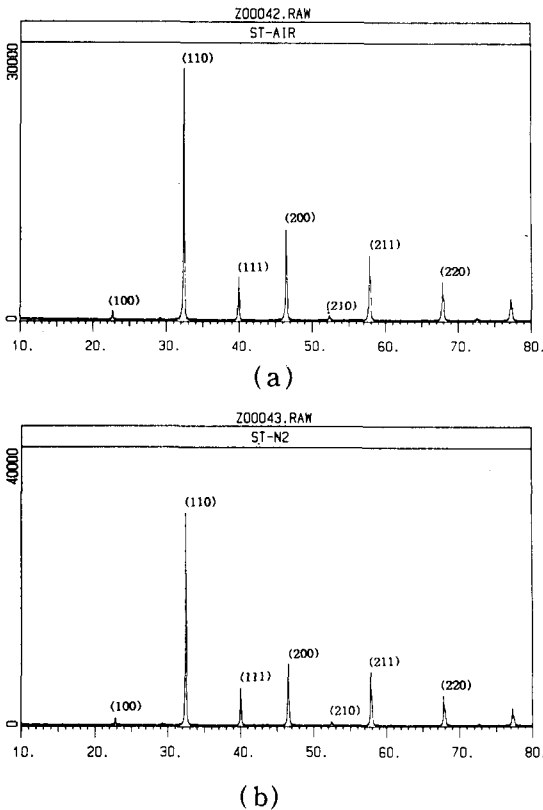 Z00042.RAW
ST-AIR
30000
(110)
(200)
(211)
(111)
(220)
(100)
(210)
0
10. 20. 30. 40. 50. 60. 70. 80.
(a)
Z00043.RAW
ST-N2
40000
(110)
(200)
(211)
(111)
(220)
(100)
(210)
0
10. 20. 30. 40. 50. 60. 70. 80.
(b)